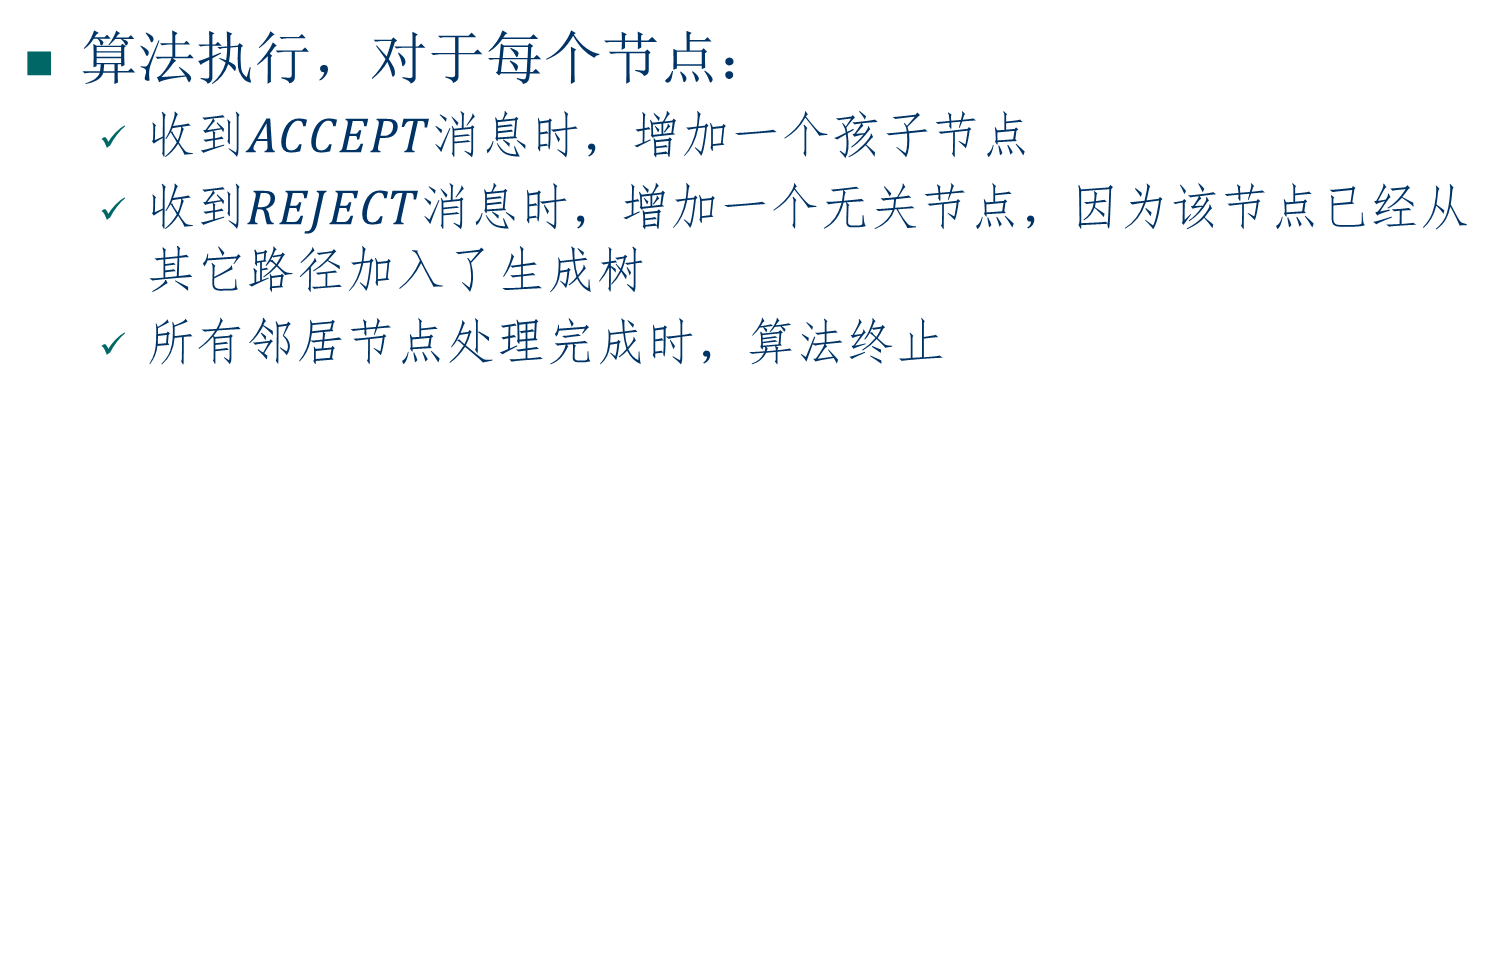 算法执行，对于每个节点：
收到ACCEPT消息时，增加一个孩子节点
收到REJECT消息时，增加一个无关节点，因为该节点已经从
其它路径加入了生成树
所有邻居节点处理完成时，算法终止